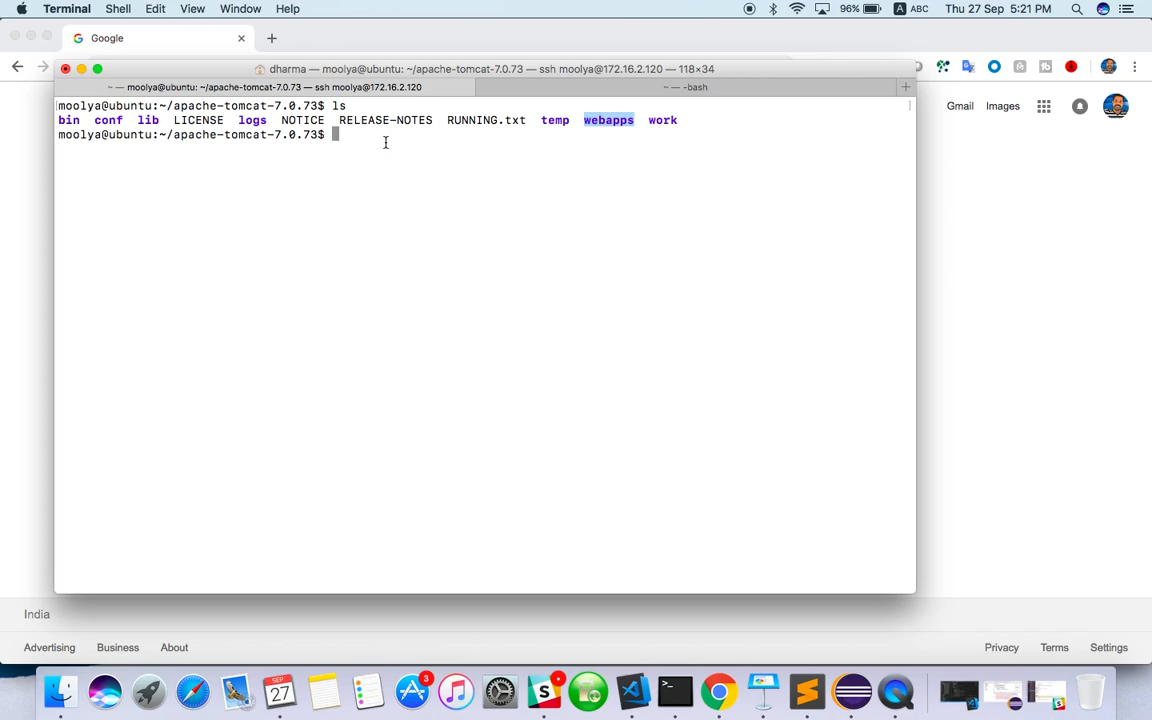 Terminal Shell Edit View Window Help 96% A ABC Thu 27 Sep 5:21 PM
Google
dharma — moolya@ubuntu: ~/apache-tomcat-7.0.73 — ssh moolya@172.16.2.120 — 118×34
~ — moolya@ubuntu: ~/apache-tomcat-7.0.73 — ssh moolya@172.16.2.120 ~ — -bash
moolya@ubuntu:~/apache-tomcat-7.0.73$ ls
bin conf lib LICENSE logs NOTICE RELEASE-NOTES RUNNING.txt temp webapps work
moolya@ubuntu:~/apache-tomcat-7.0.73$
Gmail Images
India
Advertising Business About Privacy Terms Settings
SEP
27
3